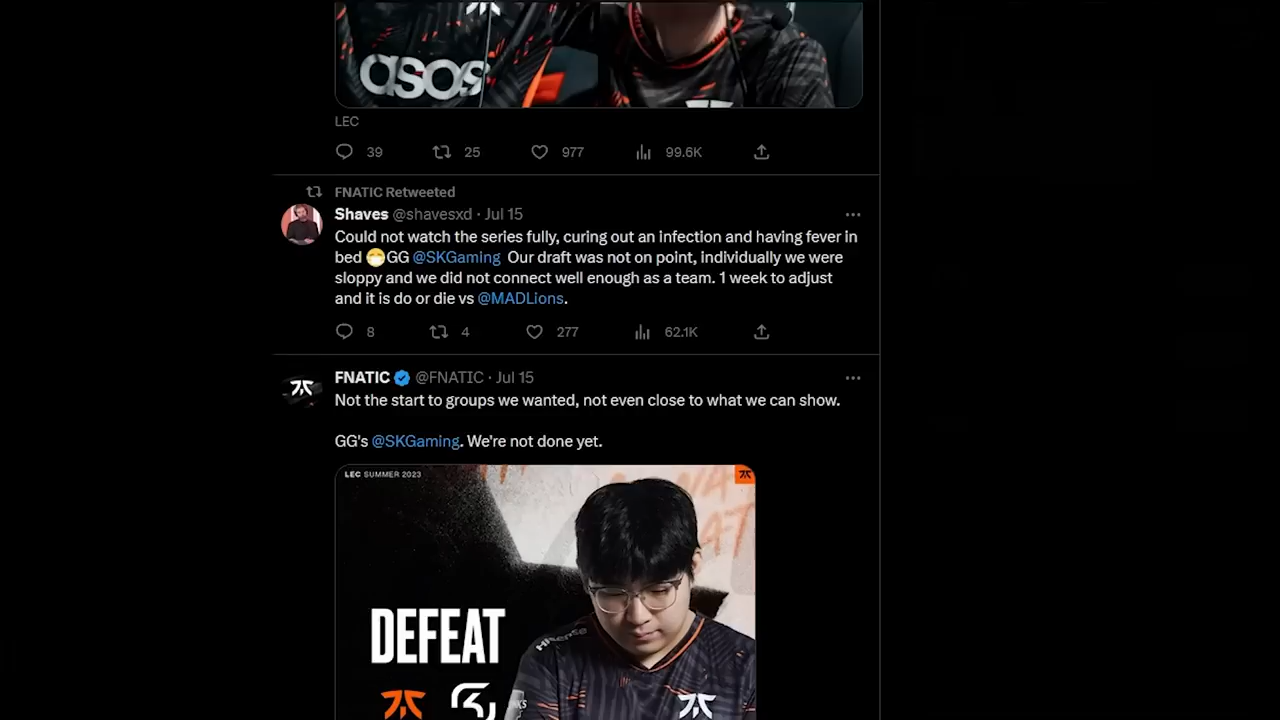 asos
LEC
39 25 977 99.6K
FNATIC Retweeted
Shaves @shavesxd · Jul 15
Could not watch the series fully, curing out an infection and having fever in
bed 😷GG @SKGaming Our draft was not on point, individually we were
sloppy and we did not connect well enough as a team. 1 week to adjust
and it is do or die vs @MADLions.
8 4 277 62.1K
FNATIC @FNATIC · Jul 15
Not the start to groups we wanted, not even close to what we can show.
GG's @SKGaming. We're not done yet.
LEC SUMMER 2023
DEFEAT
Hisense